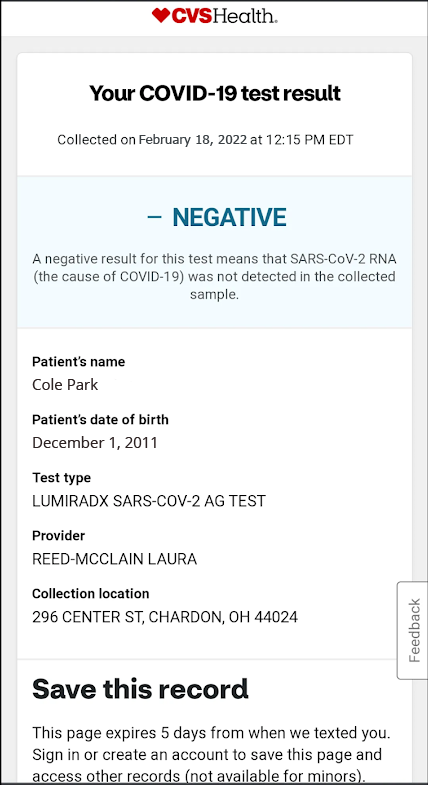 CVSHealth.
Your COVID-19 test result
Collected on February 18, 2022 at 12:15 PM EDT
– NEGATIVE
A negative result for this test means that SARS-CoV-2 RNA
(the cause of COVID-19) was not detected in the collected
sample.
Patient's name
Cole Park
Patient's date of birth
December 1, 2011
Test type
LUMIRADX SARS-COV-2 AG TEST
Provider
REED-MCCLAIN LAURA
Collection location
296 CENTER ST, CHARDON, OH 44024
Feedback
Save this record
This page expires 5 days from when we texted you.
Sign in or create an account to save this page and
access other records (not available for minors).